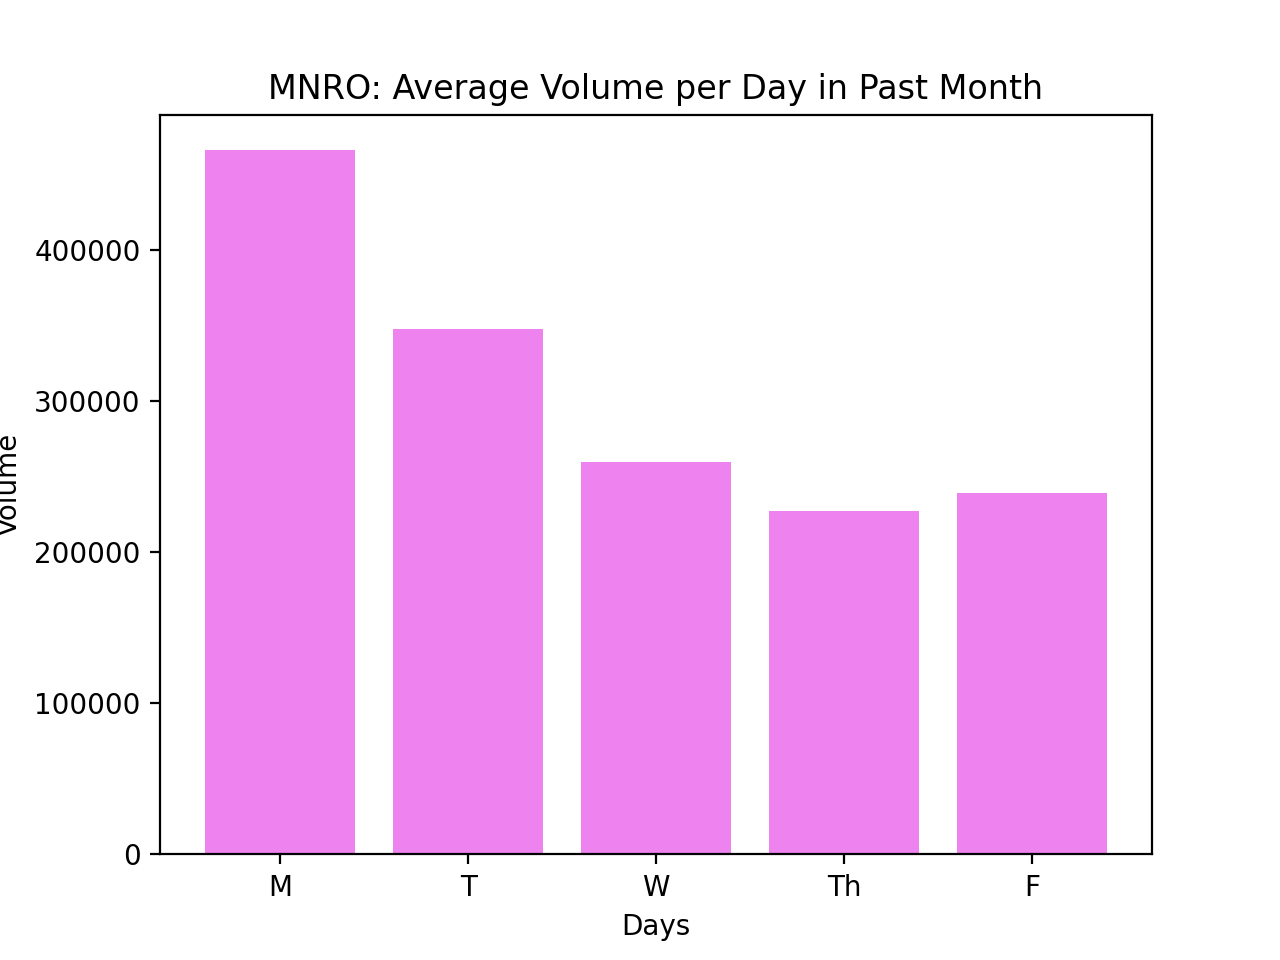 MNRO: Average Volume per Day in Past Month
400000
300000
200000
100000
0
Volume
M T W Th F
Days